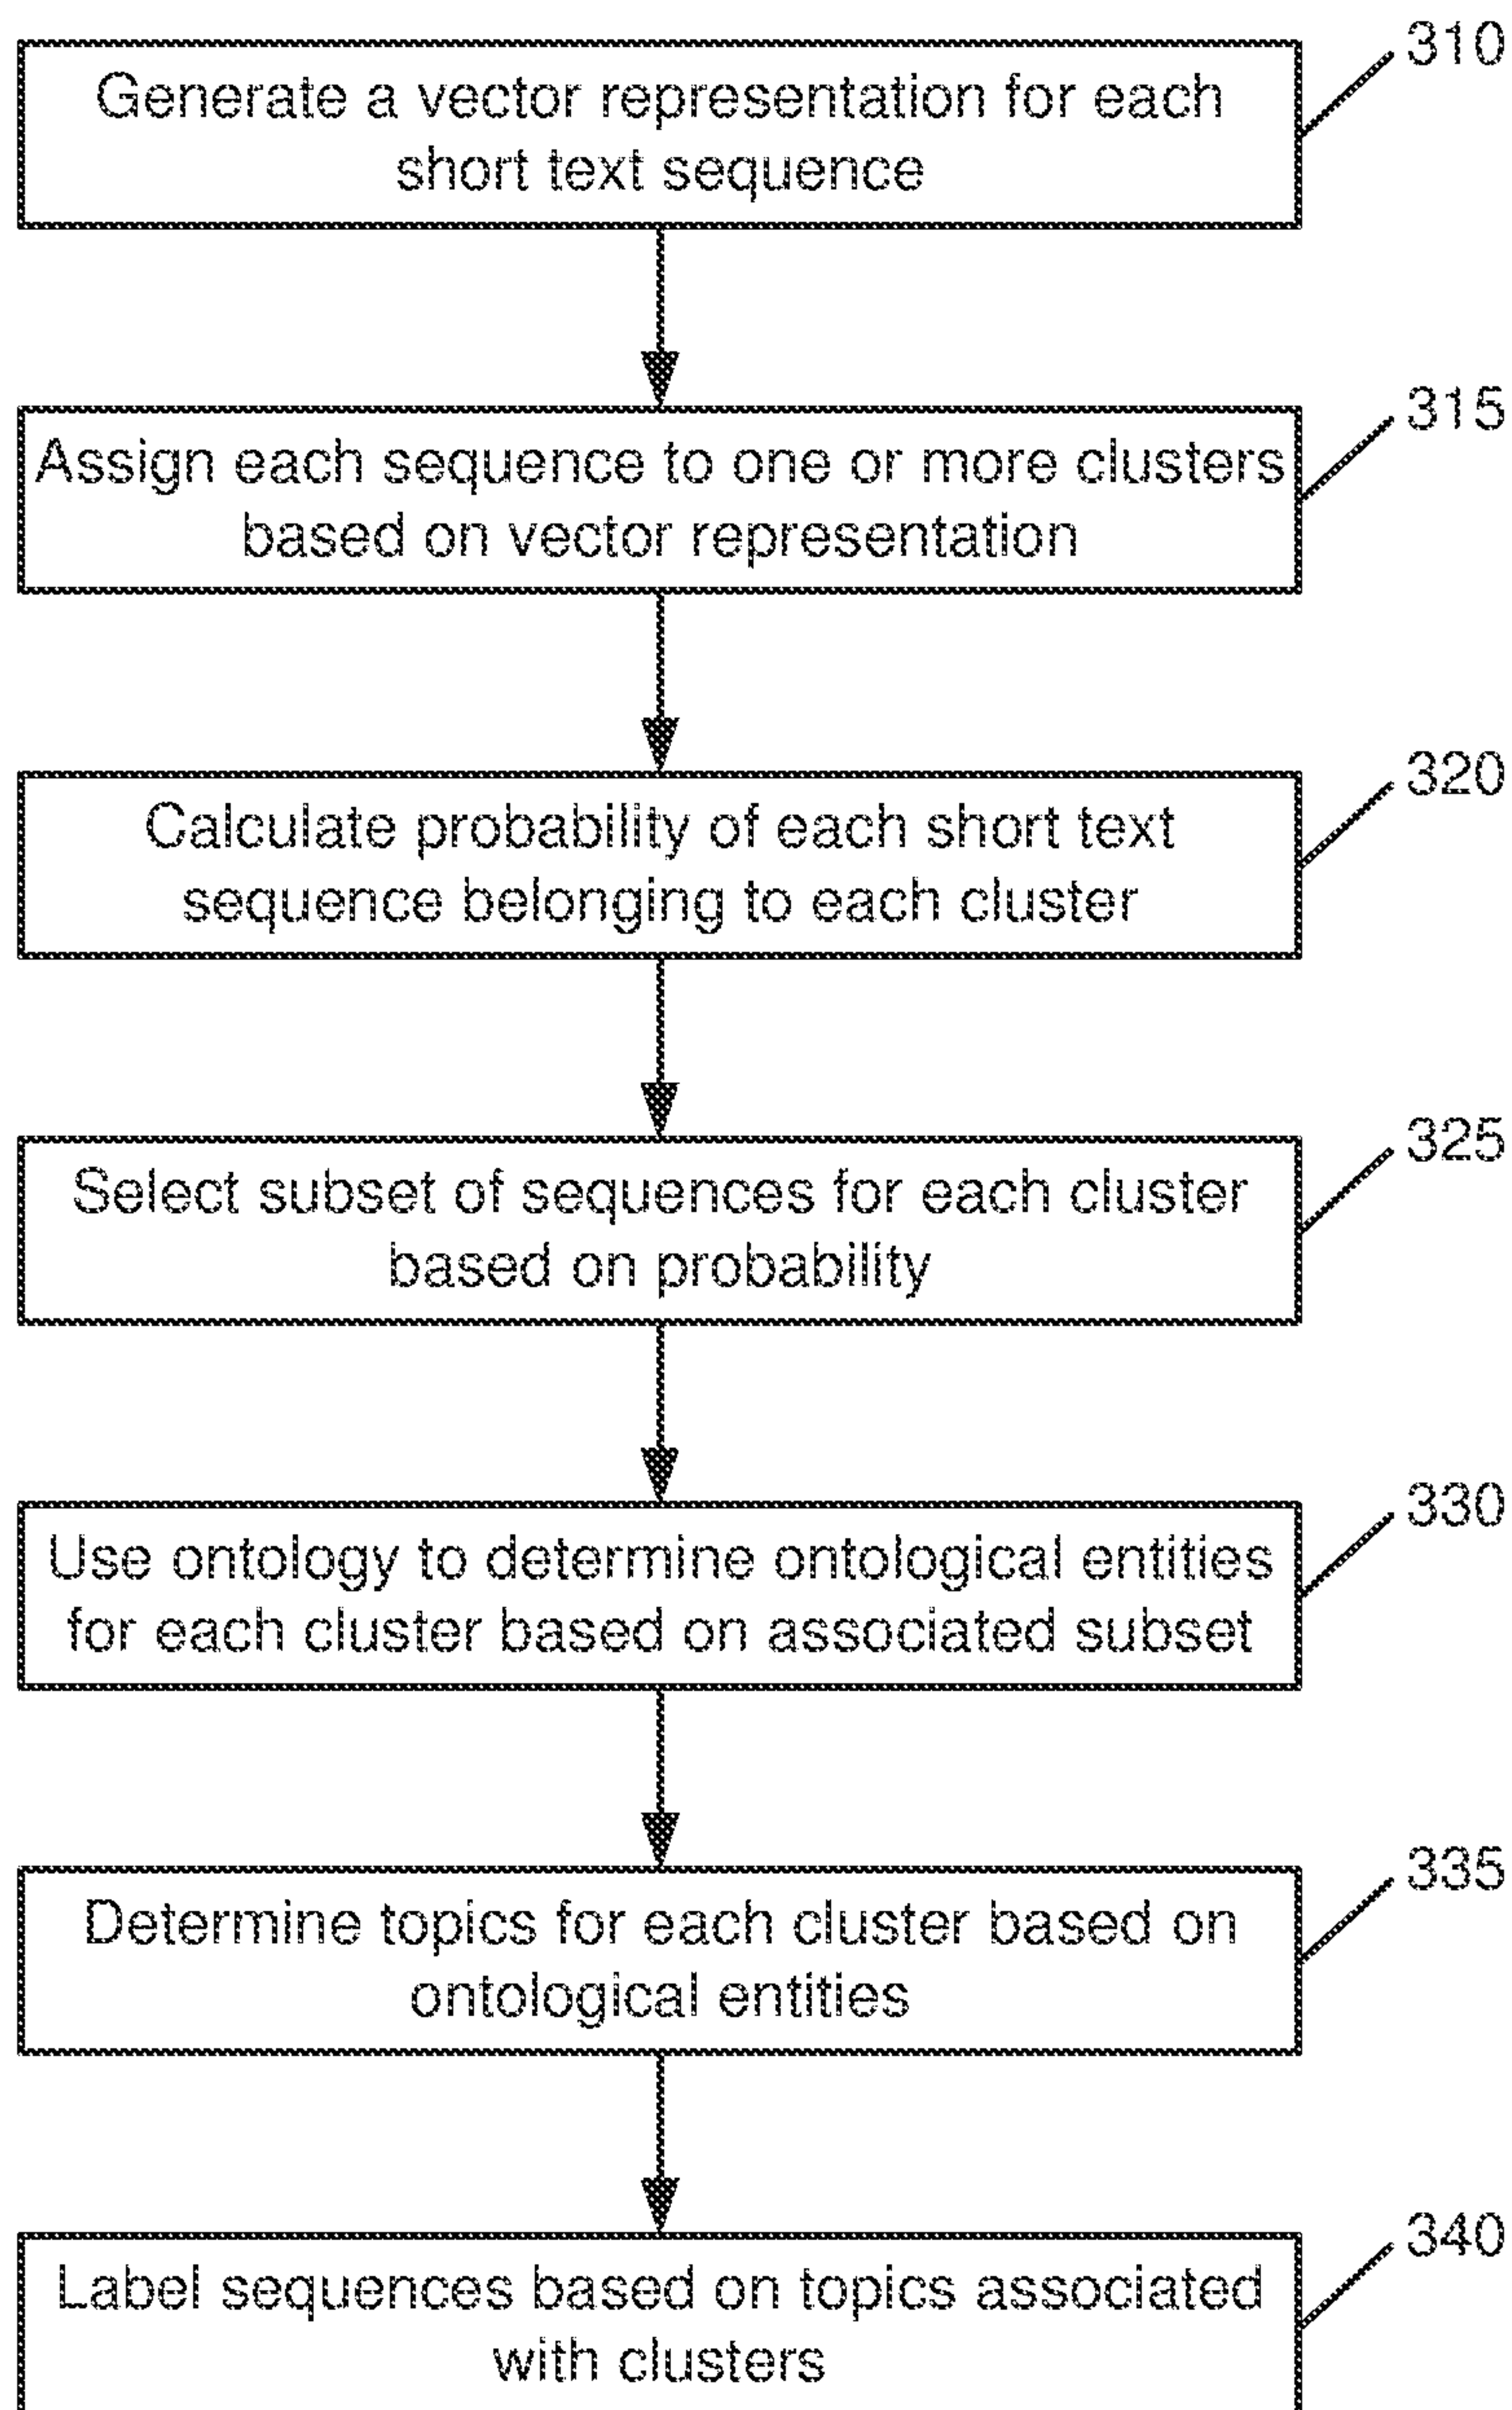 310
Generate a vector representation for each
short text sequence
315
Assign each sequence to one or more clusters
based on vector representation
320
Calculate probability of each short text
sequence belonging to each cluster
325
Select subset of sequences for each cluster
based on probability
330
Use ontology to determine ontological entities
for each cluster based on associated subset
335
Determine topics for each cluster based on
ontological entities
340
Label sequences based on topics associated
with clusters